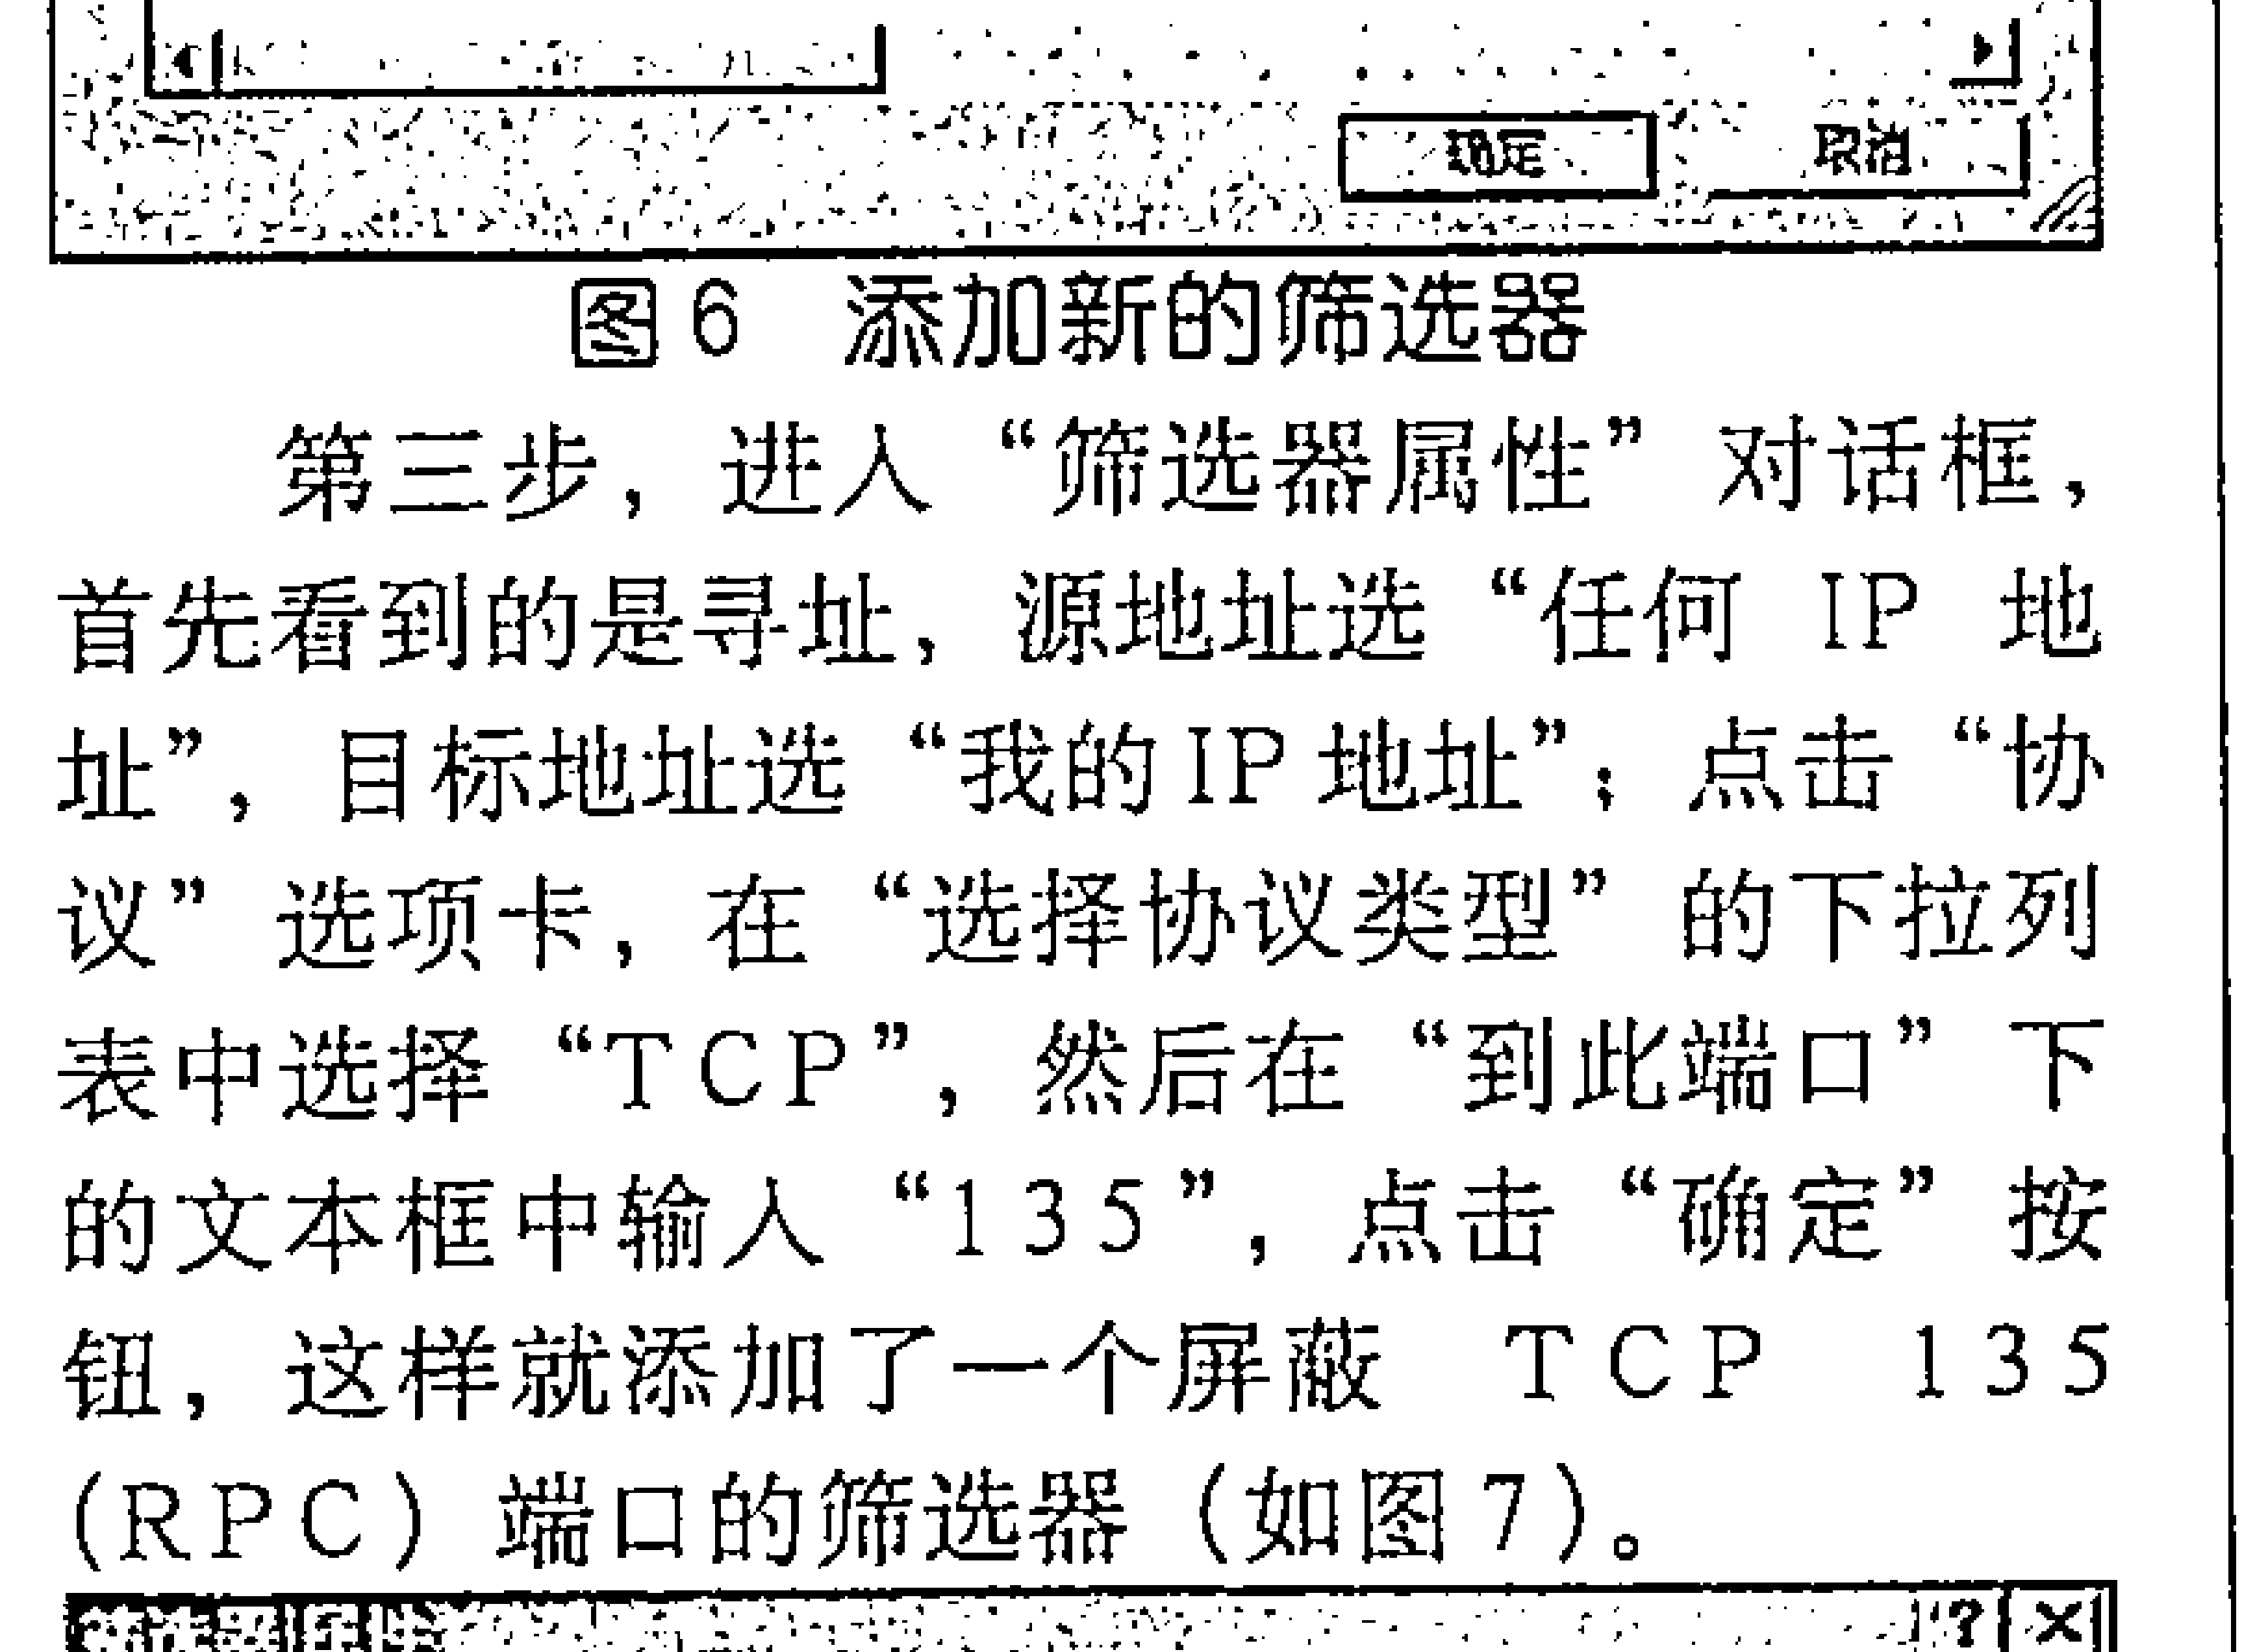 确定 取消
图6 添加新的筛选器
第三步，进入“筛选器属性”对话框，
首先看到的是寻址，源地址选“任何 IP 地
址”，目标地址选“我的IP地址”；点击“协
议”选项卡，在“选择协议类型”的下拉列
表中选择“TCP”，然后在“到此端口”下
的文本框中输入“135”，点击“确定”按
钮，这样就添加了一个屏蔽 TCP 135
(RPC) 端口的筛选器（如图7）。
筛选器属性